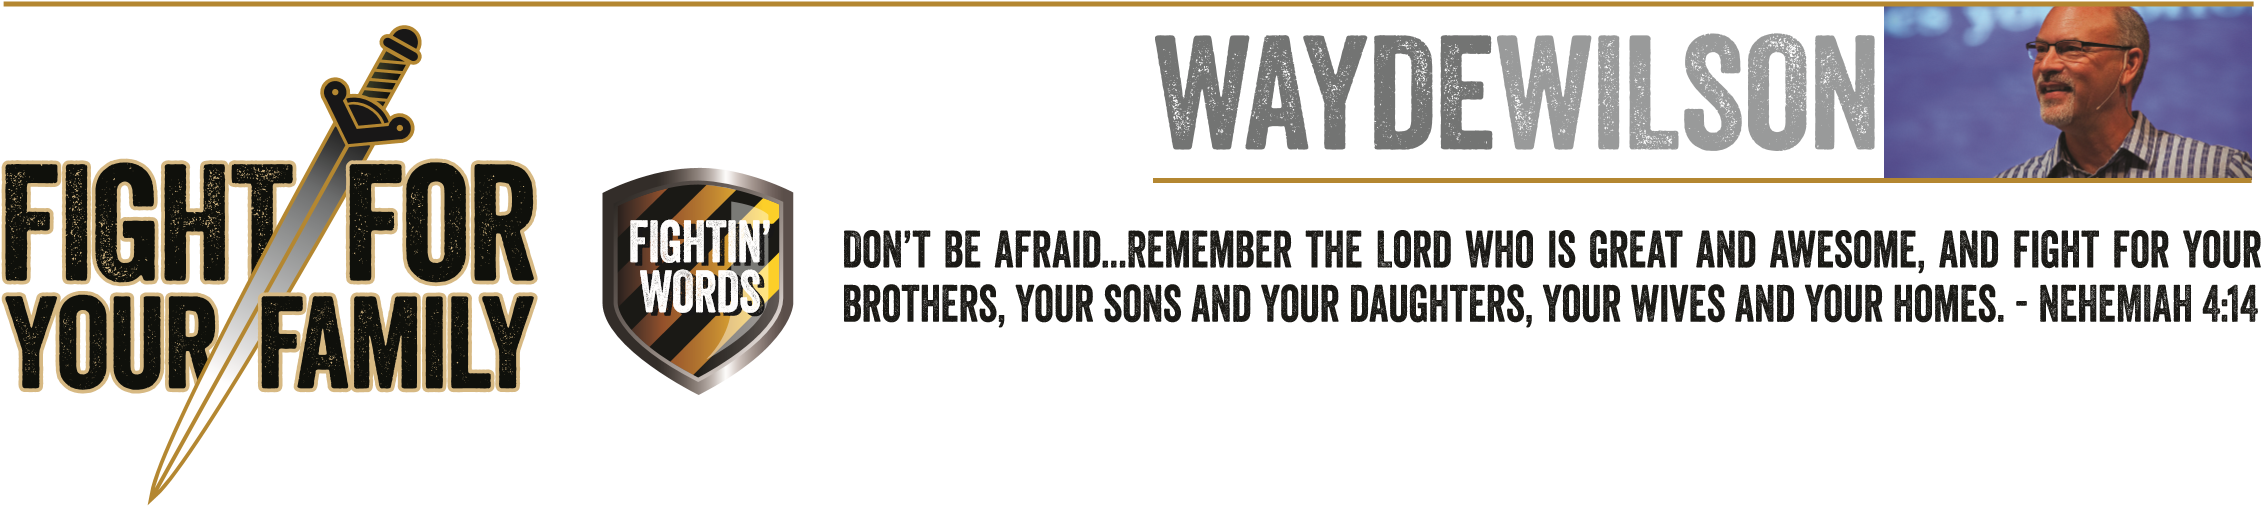 WAYDEWILSON
FIGHT FOR
YOUR FAMILY
FIGHTIN'
WORDS
DON'T BE AFRAID...REMEMBER THE LORD WHO IS GREAT AND AWESOME, AND FIGHT FOR YOUR
BROTHERS, YOUR SONS AND YOUR DAUGHTERS, YOUR WIVES AND YOUR HOMES. - NEHEMIAH 4:14